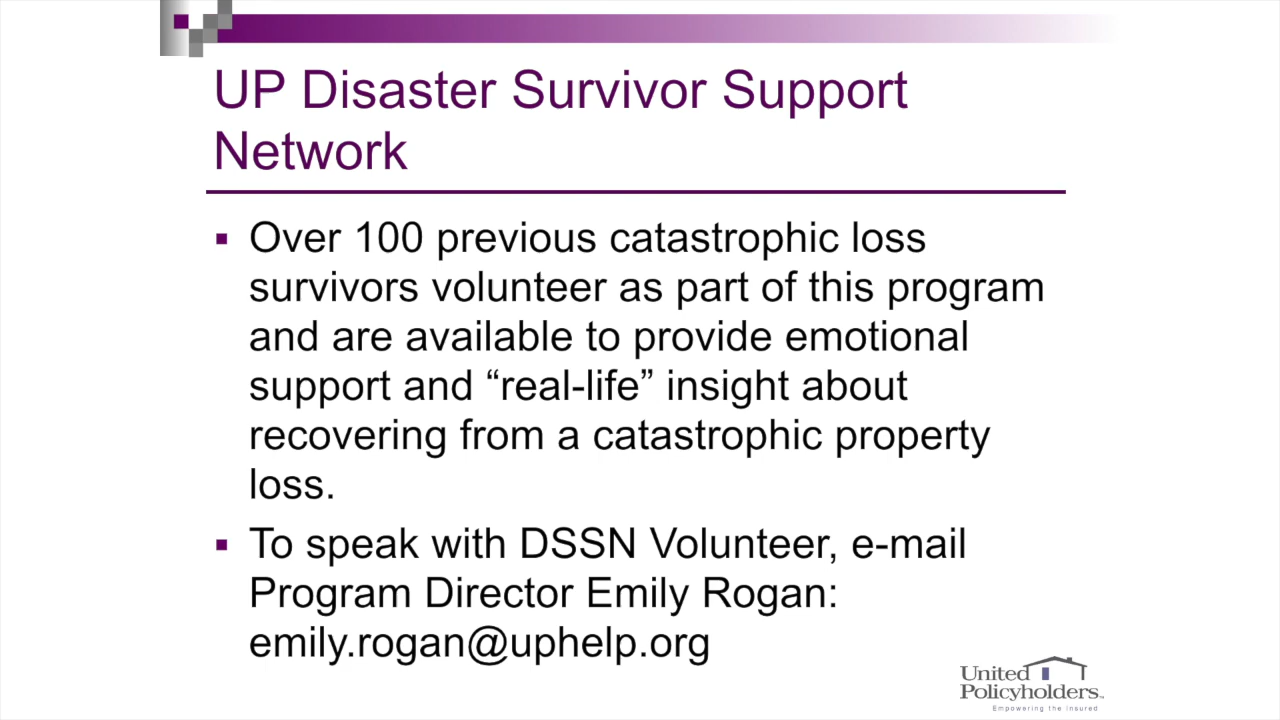 UP Disaster Survivor Support
Network
Over 100 previous catastrophic loss
survivors volunteer as part of this program
and are available to provide emotional
support and “real-life” insight about
recovering from a catastrophic property
loss.
To speak with DSSN Volunteer, e-mail
Program Director Emily Rogan:
emily.rogan@uphelp.org
United
Policyholders™
Empowering the Insured